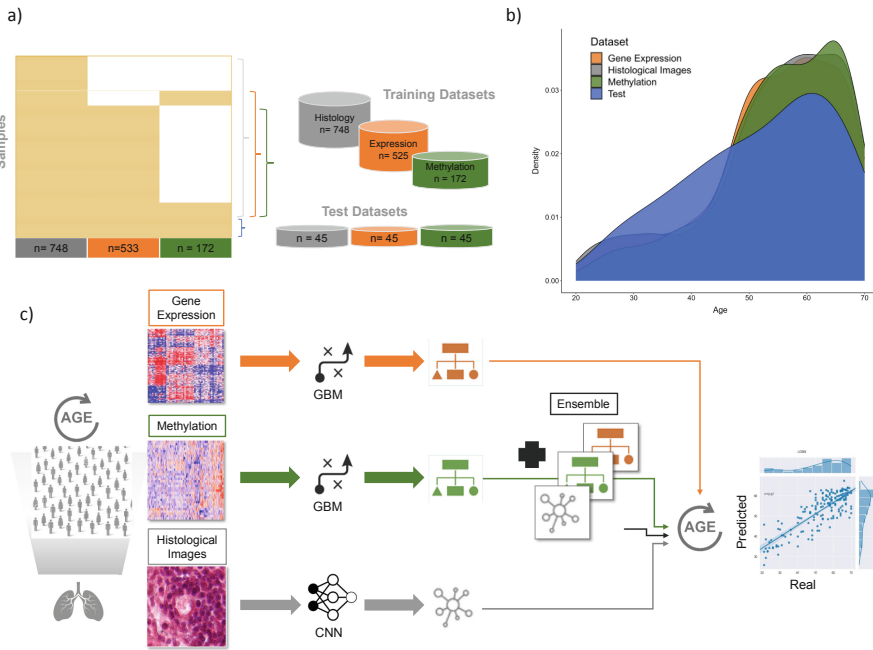 a)
Samples
n= 748
n=533
n= 172
Training Datasets
Histology
n= 748
Expression
n= 525
Methylation
n = 172
Test Datasets
n = 45
n= 45
n = 45
b)
Dataset
Gene Expression
Histological Images
Methylation
Test
Density
0.03
0.02
0.01
0.00
20
30
40
50
60
70
Age
c)
Gene
Expression
GBM
AGE
Methylation
GBM
Ensemble
AGE
Histological
Images
CNN
Predicted
Real